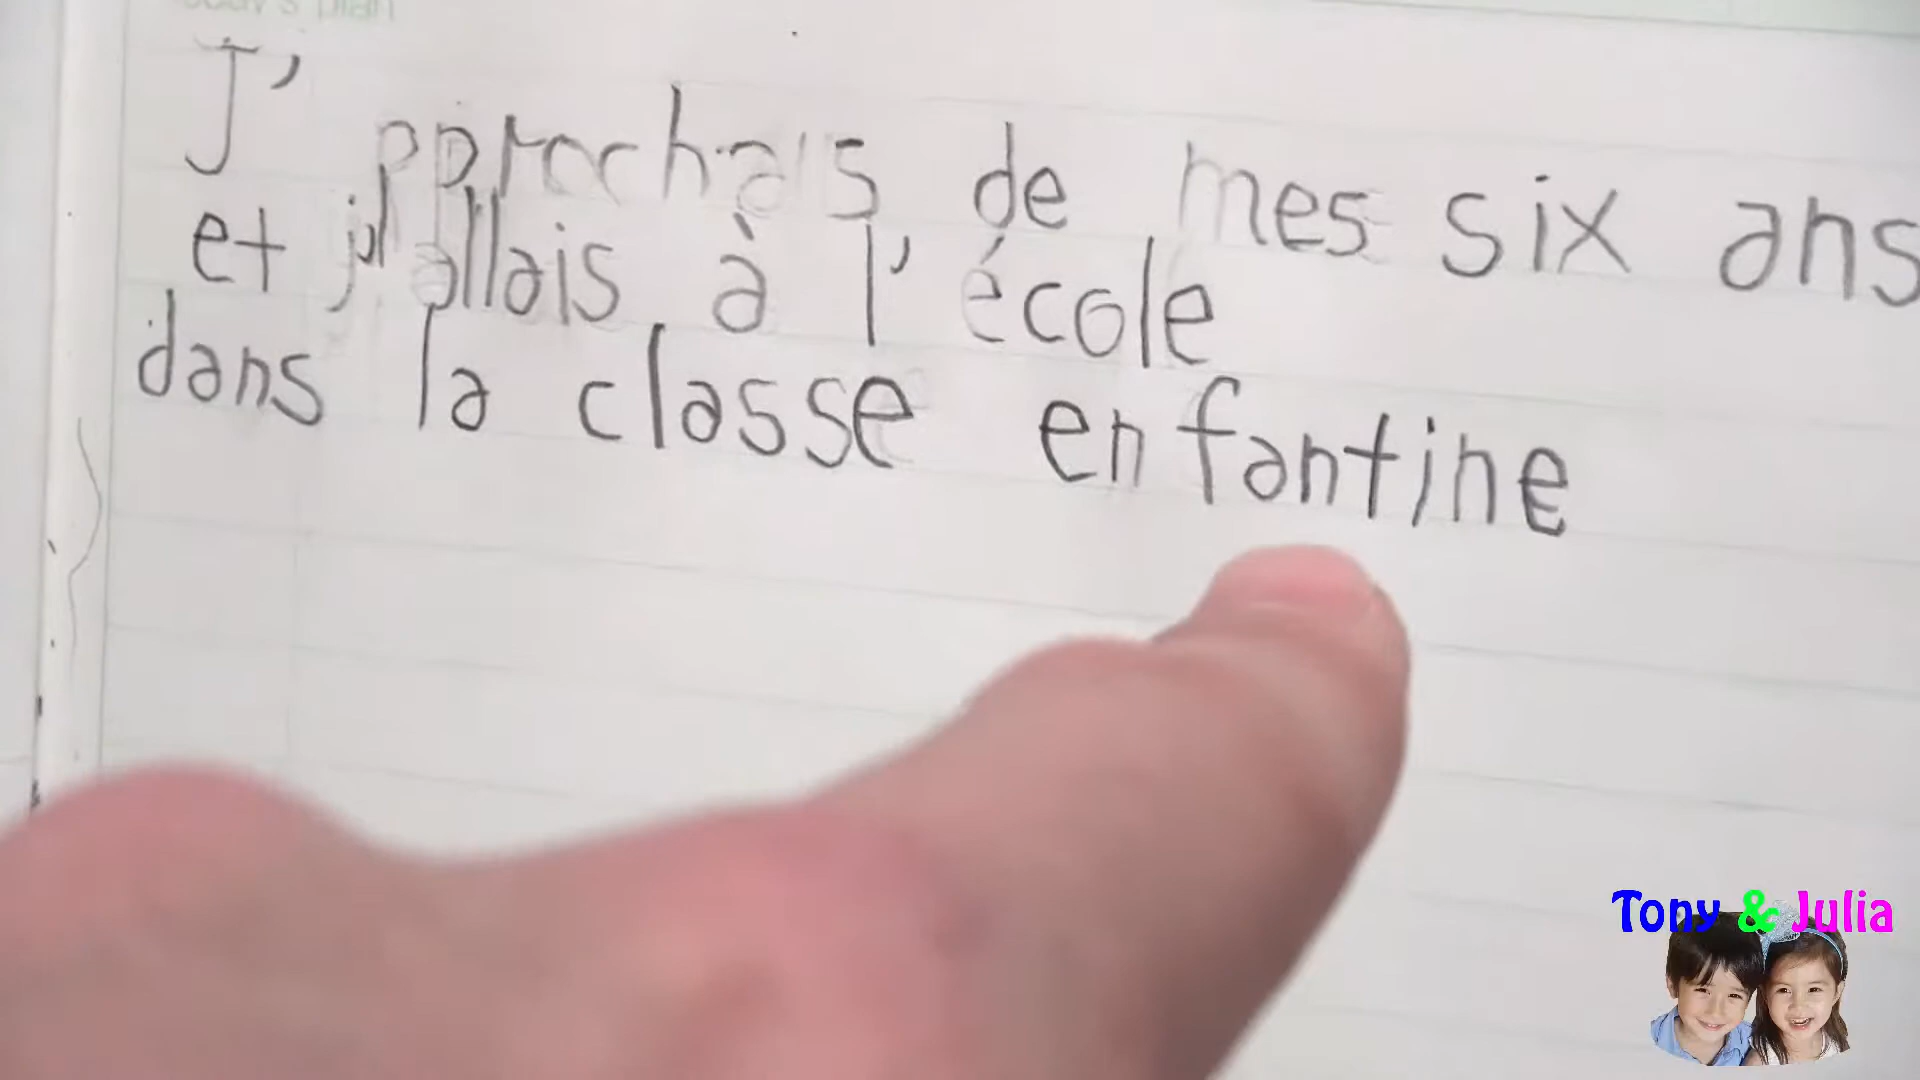 J' pprochais de mes six ans
et j'allais à l'école
dans la classe enfantine
Tony & Julia